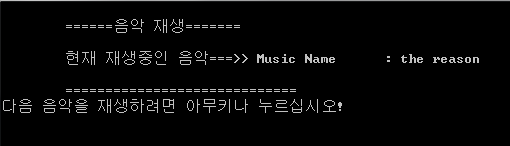 ======음악 재생=======
현재 재생중인 음악===>> Music Name : the reason
============================
다음 음악을 재생하려면 아무키나 누르십시오!